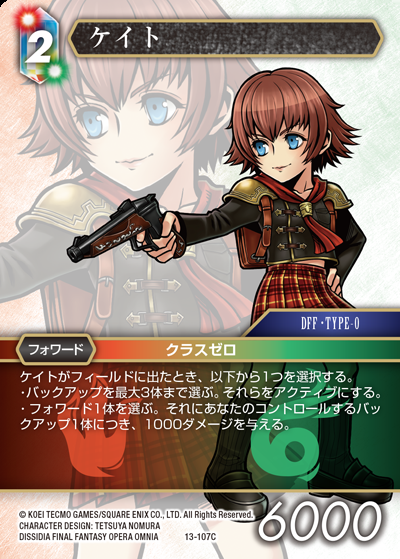 2
ケイト
DFF・TYPE-0
フォワード
クラスゼロ
ケイトがフィールドに出たとき、以下から1つを選択する。
・バックアップを最大3体まで選ぶ。それらをアクティブにする。
・フォワード1体を選ぶ。それにあなたのコントロールするバッ
クアップ1体につき、1000ダメージを与える。
© KOEI TECMO GAMES/SQUARE ENIX CO., LTD. All Rights Reserved.
CHARACTER DESIGN: TETSUYA NOMURA
DISSIDIA FINAL FANTASY OPERA OMNIA
13-107C
6000